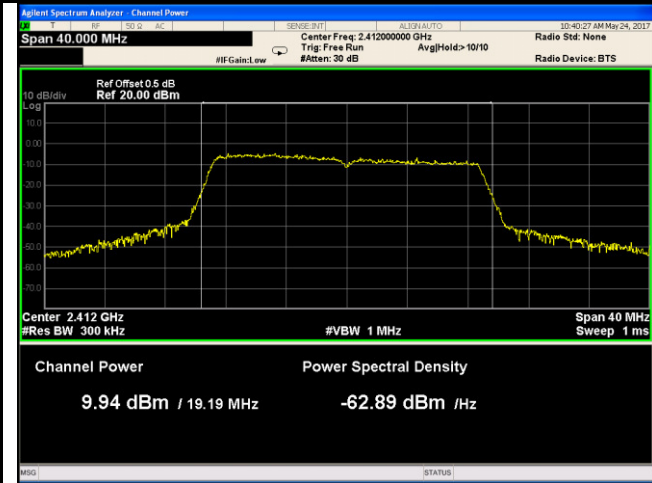 Agilent Spectrum Analyzer - Channel Power
T RF 50 Ω AC SENSE:INT ALIGN AUTO 10:40:27 AM May 24, 2017
Span 40.000 MHz Center Freq: 2.412000000 GHz Radio Std: None
Trig: Free Run Avg|Hold:> 10/10
#IFGain:Low #Atten: 30 dB Radio Device: BTS
Ref Offset 0.5 dB
10 dB/div Ref 20.00 dBm
Log
10.0
0.00
-10.0
-20.0
-30.0
-40.0
-50.0
-60.0
-70.0
Center 2.412 GHz Span 40 MHz
#Res BW 300 kHz #VBW 1 MHz Sweep 1 ms
Channel Power Power Spectral Density
9.94 dBm / 19.19 MHz -62.89 dBm /Hz
MSG STATUS